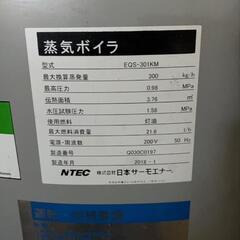 蒸気ボイラ
型式 EQS-301KM
最大換算蒸発量 300 kg/h
最高圧力 0.98 MPa
伝熱面積 3.76 m²
水圧試験圧力 1.58 MPa
使用燃料 灯油
最大燃料消費量 21.6 ℓ/h
電源・周波数 200V 50 Hz
製造番号 Q030C0197
製造年月 2018-1
NTEC 株式会社 日本サーモエナー